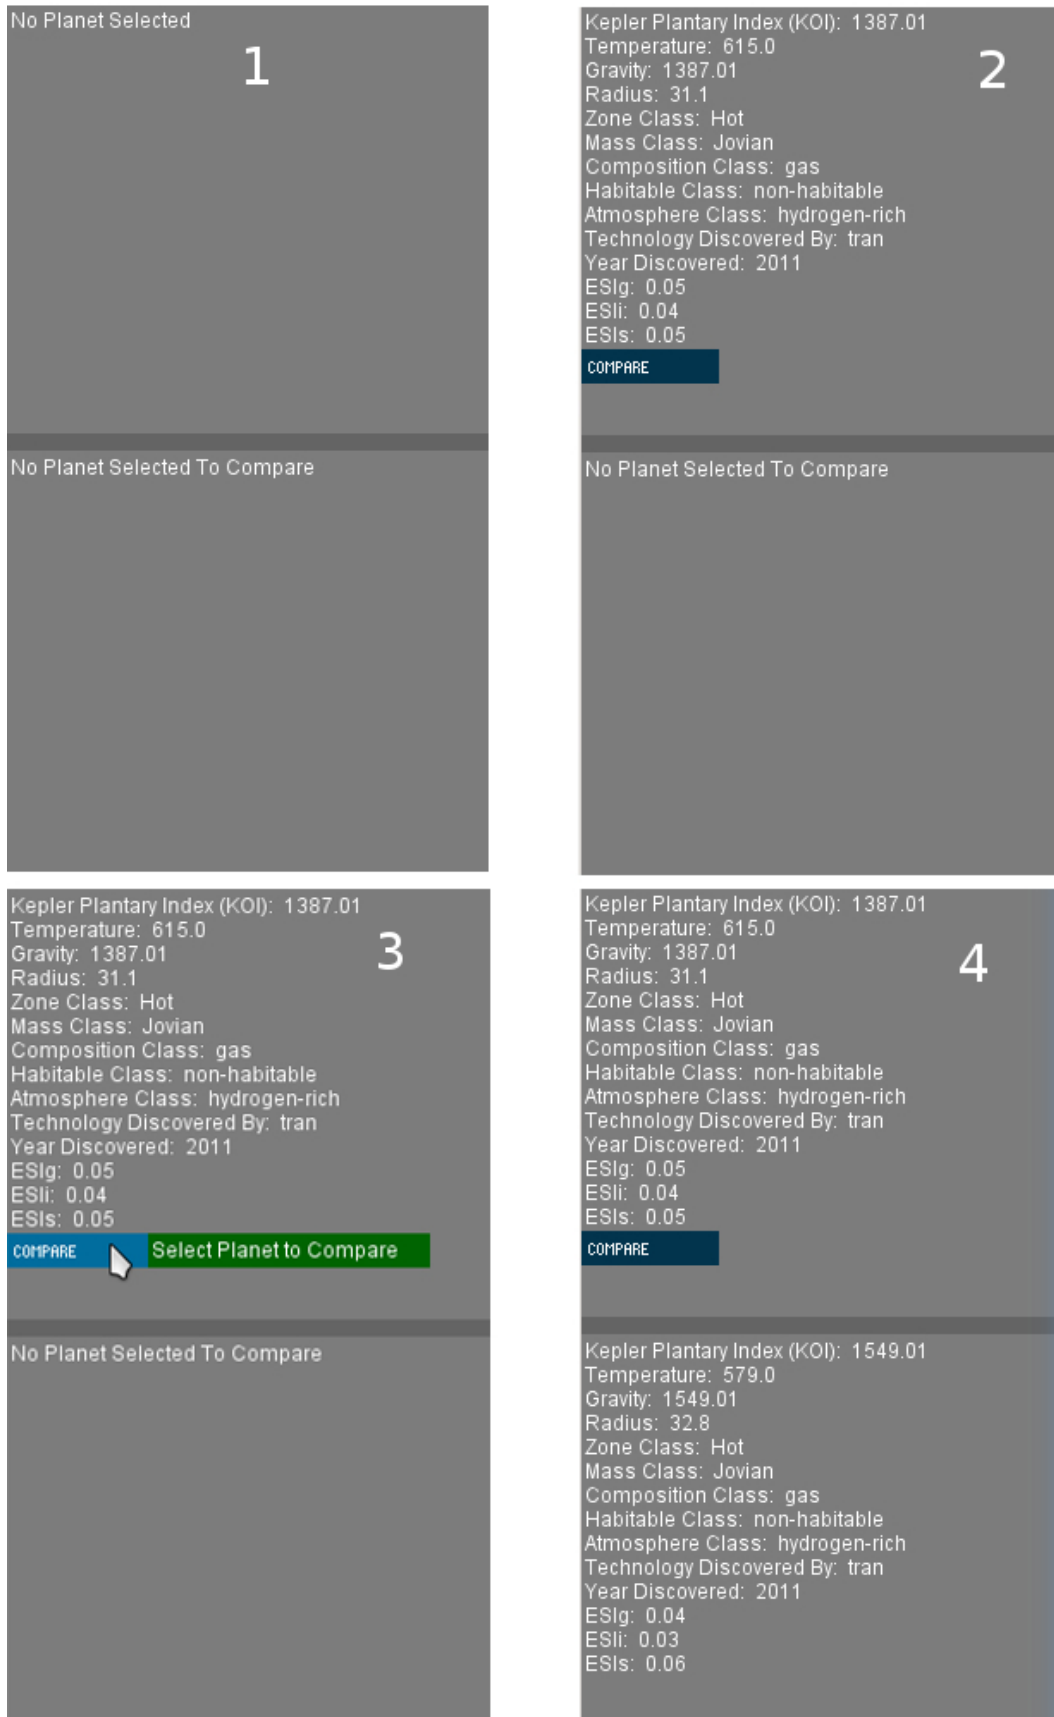 No Planet Selected
1
No Planet Selected To Compare
Kepler Plantary Index (KOI): 1387.01
Temperature: 615.0
Gravity: 1387.01
Radius: 31.1
Zone Class: Hot
Mass Class: Jovian
Composition Class: gas
Habitable Class: non-habitable
Atmosphere Class: hydrogen-rich
Technology Discovered By: tran
Year Discovered: 2011
ESIg: 0.05
ESIi: 0.04
ESIs: 0.05
COMPARE
2
No Planet Selected To Compare
Kepler Plantary Index (KOI): 1387.01
Temperature: 615.0
Gravity: 1387.01
Radius: 31.1
Zone Class: Hot
Mass Class: Jovian
Composition Class: gas
Habitable Class: non-habitable
Atmosphere Class: hydrogen-rich
Technology Discovered By: tran
Year Discovered: 2011
ESIg: 0.05
ESIi: 0.04
ESIs: 0.05
COMPARE Select Planet to Compare
3
No Planet Selected To Compare
Kepler Plantary Index (KOI): 1387.01
Temperature: 615.0
Gravity: 1387.01
Radius: 31.1
Zone Class: Hot
Mass Class: Jovian
Composition Class: gas
Habitable Class: non-habitable
Atmosphere Class: hydrogen-rich
Technology Discovered By: tran
Year Discovered: 2011
ESIg: 0.05
ESIi: 0.04
ESIs: 0.05
COMPARE
4
Kepler Plantary Index (KOI): 1549.01
Temperature: 579.0
Gravity: 1549.01
Radius: 32.8
Zone Class: Hot
Mass Class: Jovian
Composition Class: gas
Habitable Class: non-habitable
Atmosphere Class: hydrogen-rich
Technology Discovered By: tran
Year Discovered: 2011
ESIg: 0.04
ESIi: 0.03
ESIs: 0.06